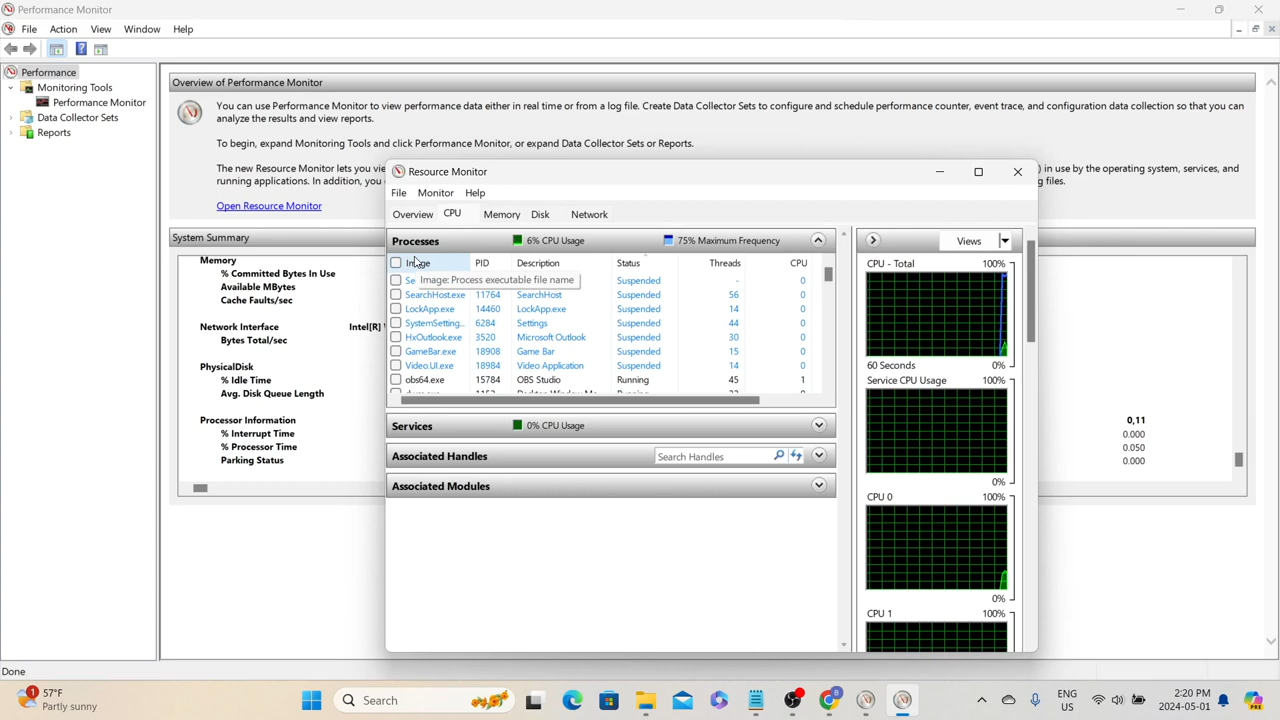 Performance Monitor
File Action View Window Help
Performance
Monitoring Tools
Performance Monitor
Data Collector Sets
Reports
Overview of Performance Monitor
You can use Performance Monitor to view performance data either in real time or from a log file. Create Data Collector Sets to configure and schedule performance counter, event trace, and configuration data collection so that you can
analyze the results and view reports.
To begin, expand Monitoring Tools and click Performance Monitor, or expand Data Collector Sets or Reports.
The new Resource Monitor lets you vie
) in use by the operating system, services, and
running applications. In addition, you
g files.
Open Resource Monitor
System Summary
Memory
% Committed Bytes In Use
Available MBytes
Cache Faults/sec
Network Interface Intel[R]
Bytes Total/sec
PhysicalDisk
% Idle Time
Avg. Disk Queue Length
Processor Information 0,11
% Interrupt Time 0.000
% Processor Time 0.050
Parking Status 0.000
Resource Monitor
File Monitor Help
Overview CPU Memory Disk Network
Processes 6% CPU Usage 75% Maximum Frequency
Image PID Description Status Threads CPU
Se Suspended - 0
Image: Process executable file name
SearchHost.exe 11764 SearchHost Suspended 56 0
LockApp.exe 14460 LockApp.exe Suspended 14 0
SystemSetting... 6284 Settings Suspended 44 0
HxOutlook.exe 3520 Microsoft Outlook Suspended 30 0
GameBar.exe 18908 Game Bar Suspended 15 0
Video.UI.exe 18984 Video Application Suspended 14 0
obs64.exe 15784 OBS Studio Running 45 1
Services 0% CPU Usage
Associated Handles Search Handles
Associated Modules
Views
CPU - Total 100%
60 Seconds 0%
Service CPU Usage 100%
0%
CPU 0 100%
0%
CPU 1 100%
Done
1
57°F
Partly sunny
Search
B
ENG
US
2:20 PM
2024-05-01
PRE